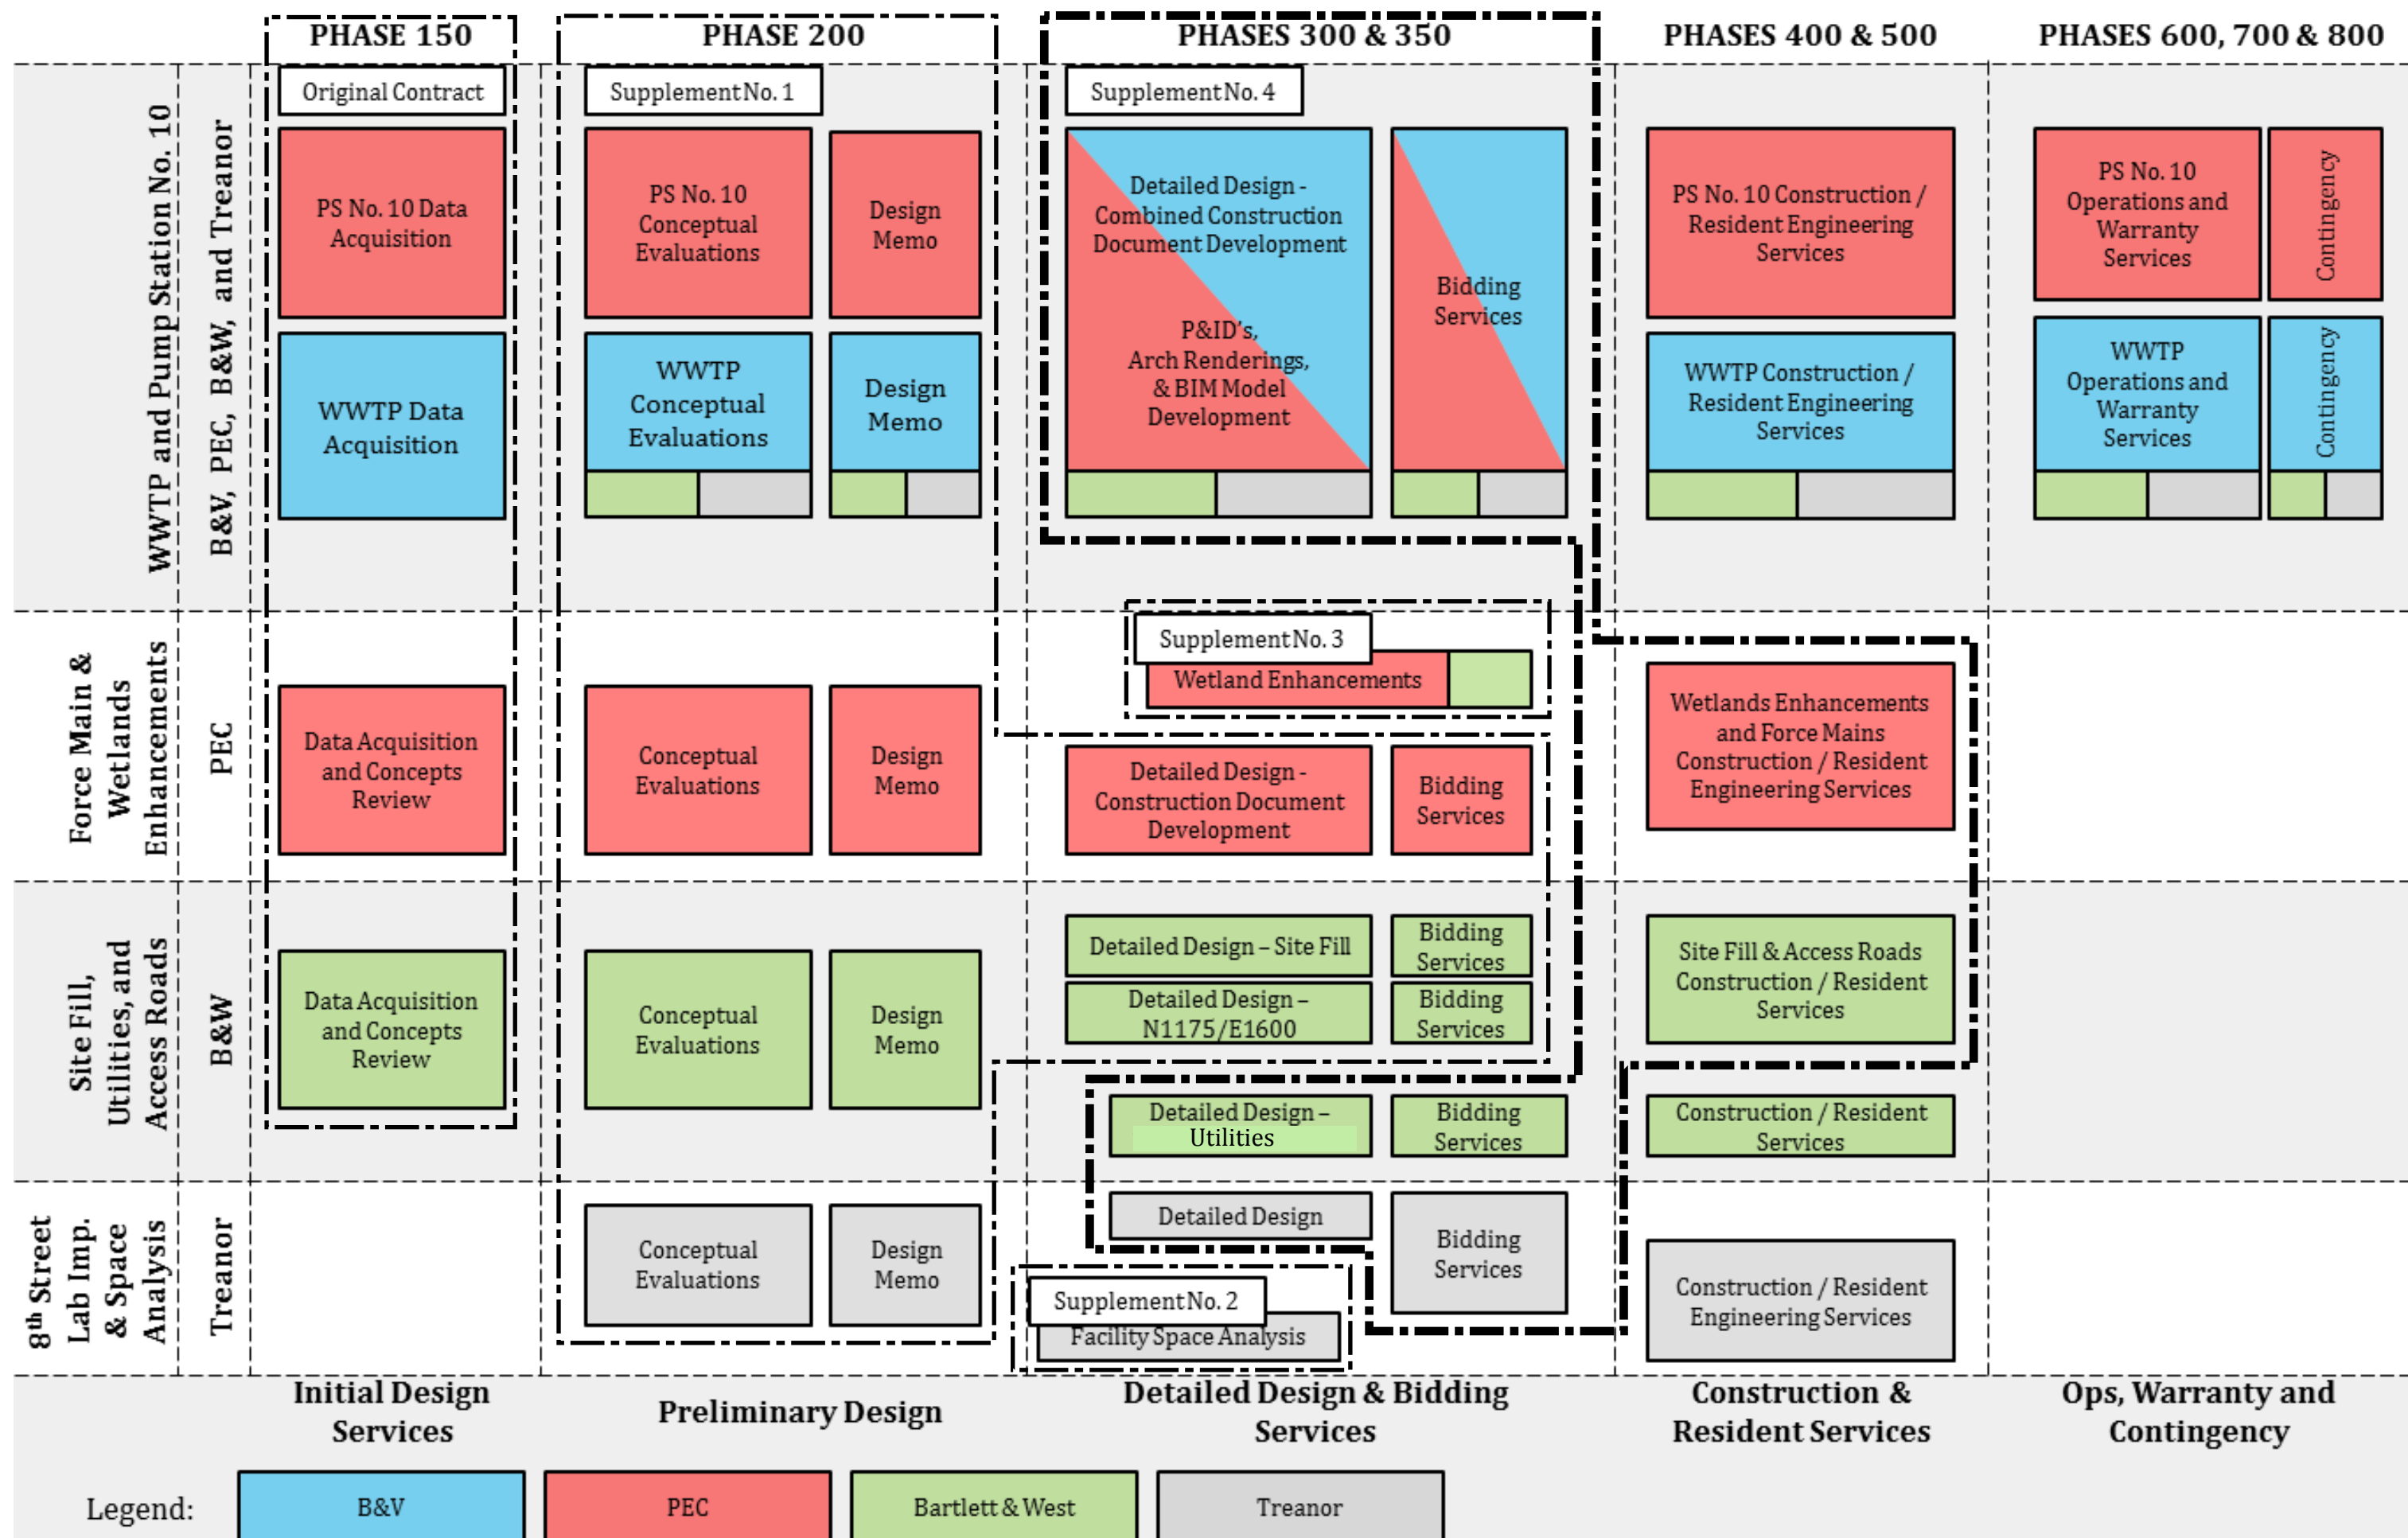 PHASE 150
PHASE 200
PHASES 300 & 350
PHASES 400 & 500
PHASES 600, 700 & 800
WWTP and Pump Station No. 10
B&V, PEC, B&W, and Treanor
Original Contract
PS No. 10 Data
Acquisition
WWTP Data
Acquisition
Supplement No. 1
PS No. 10
Conceptual
Evaluations
Design
Memo
WWTP
Conceptual
Evaluations
Design
Memo
Supplement No. 4
Detailed Design -
Combined Construction
Document Development
P&ID's,
Arch Renderings,
& BIM Model
Development
Bidding
Services
PS No. 10 Construction /
Resident Engineering
Services
WWTP Construction /
Resident Engineering
Services
PS No. 10
Operations and
Warranty
Services
Contingency
WWTP
Operations and
Warranty
Services
Contingency
Force Main &
Wetlands
Enhancements
PEC
Data Acquisition
and Concepts
Review
Conceptual
Evaluations
Design
Memo
Supplement No. 3
Wetland Enhancements
Detailed Design -
Construction Document
Development
Bidding
Services
Wetlands Enhancements
and Force Mains
Construction / Resident
Engineering Services
Site Fill,
Utilities, and
Access Roads
B&W
Data Acquisition
and Concepts
Review
Conceptual
Evaluations
Design
Memo
Detailed Design – Site Fill
Bidding
Services
Detailed Design –
N1175/E1600
Bidding
Services
Detailed Design –
Utilities
Bidding
Services
Site Fill & Access Roads
Construction / Resident
Services
Construction / Resident
Services
8th Street
Lab Imp.
& Space
Analysis
Treanor
Conceptual
Evaluations
Design
Memo
Detailed Design
Bidding
Services
Supplement No. 2
Facility Space Analysis
Construction / Resident
Engineering Services
Initial Design
Services
Preliminary Design
Detailed Design & Bidding
Services
Construction &
Resident Services
Ops, Warranty and
Contingency
Legend:
B&V
PEC
Bartlett & West
Treanor